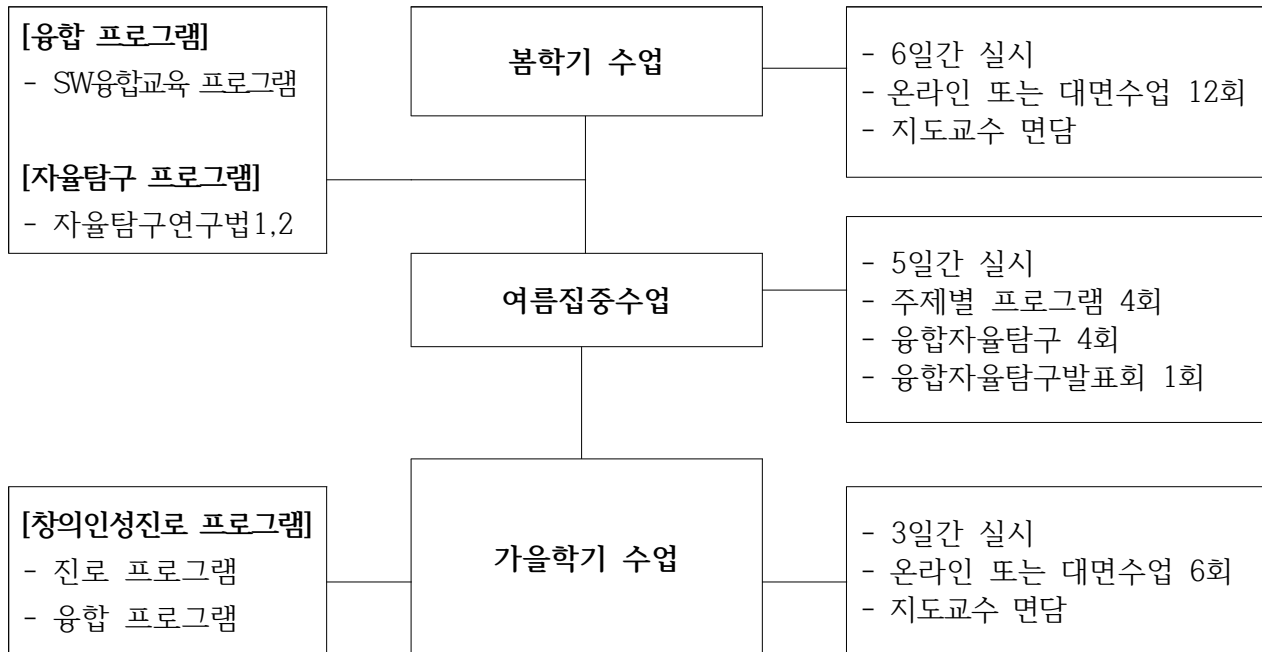 [융합 프로그램]
- SW융합교육 프로그램
[자율탐구 프로그램]
- 자율탐구연구법1,2
봄학기 수업
- 6일간 실시
- 온라인 또는 대면수업 12회
- 지도교수 면담
여름집중수업
- 5일간 실시
- 주제별 프로그램 4회
- 융합자율탐구 4회
- 융합자율탐구발표회 1회
[창의인성진로 프로그램]
- 진로 프로그램
- 융합 프로그램
가을학기 수업
- 3일간 실시
- 온라인 또는 대면수업 6회
- 지도교수 면담